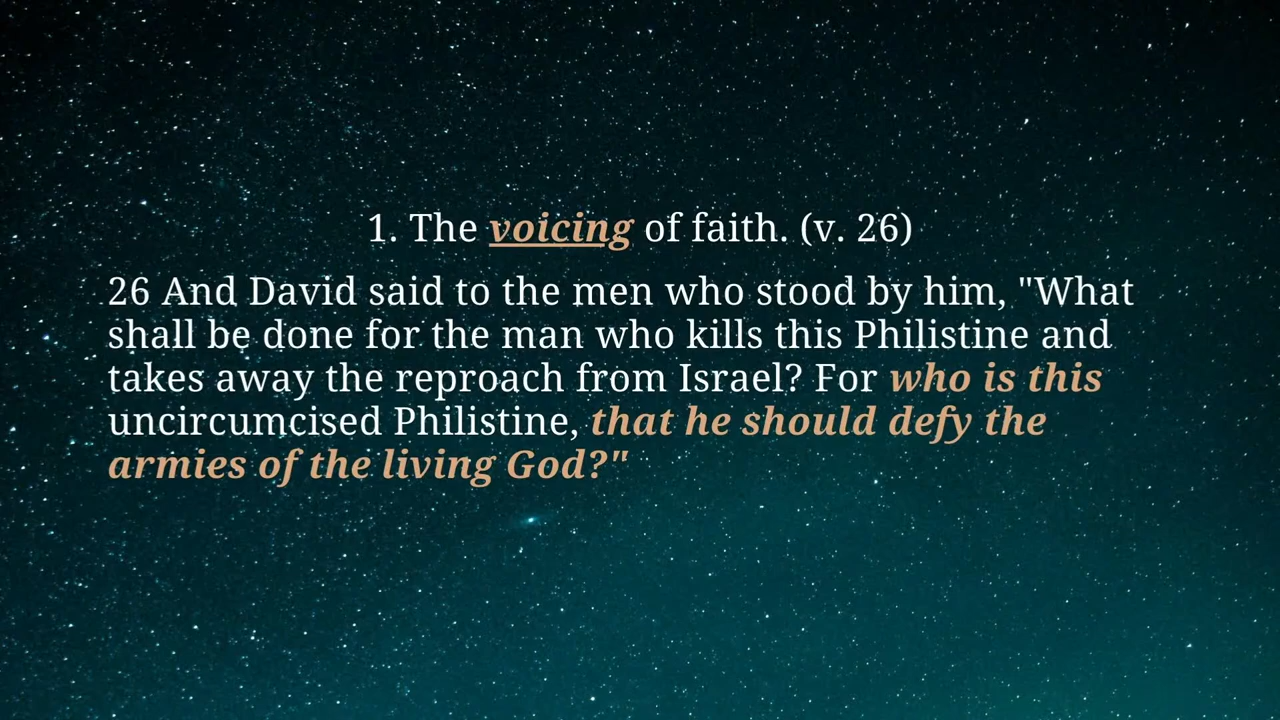 1. The voicing of faith. (v. 26)
26 And David said to the men who stood by him, "What
shall be done for the man who kills this Philistine and
takes away the reproach from Israel? For who is this
uncircumcised Philistine, that he should defy the
armies of the living God?"